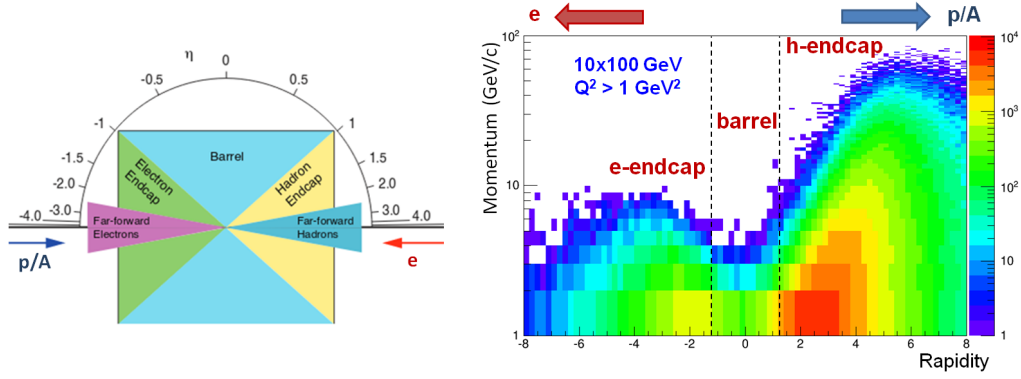 η
0
-0.5
0.5
-1
1
-1.5
1.5
-2.0
2.0
-3.0
3.0
-4.0
4.0
Barrel
Electron
Endcap
Hadron
Endcap
Far-forward
Electrons
Far-forward
Hadrons
p/A
e
e
p/A
Momentum (GeV/c)
10²
10
1
10x100 GeV
Q² > 1 GeV²
h-endcap
barrel
e-endcap
-8 -6 -4 -2 0 2 4 6 8
Rapidity
10⁴
10³
10²
10
1